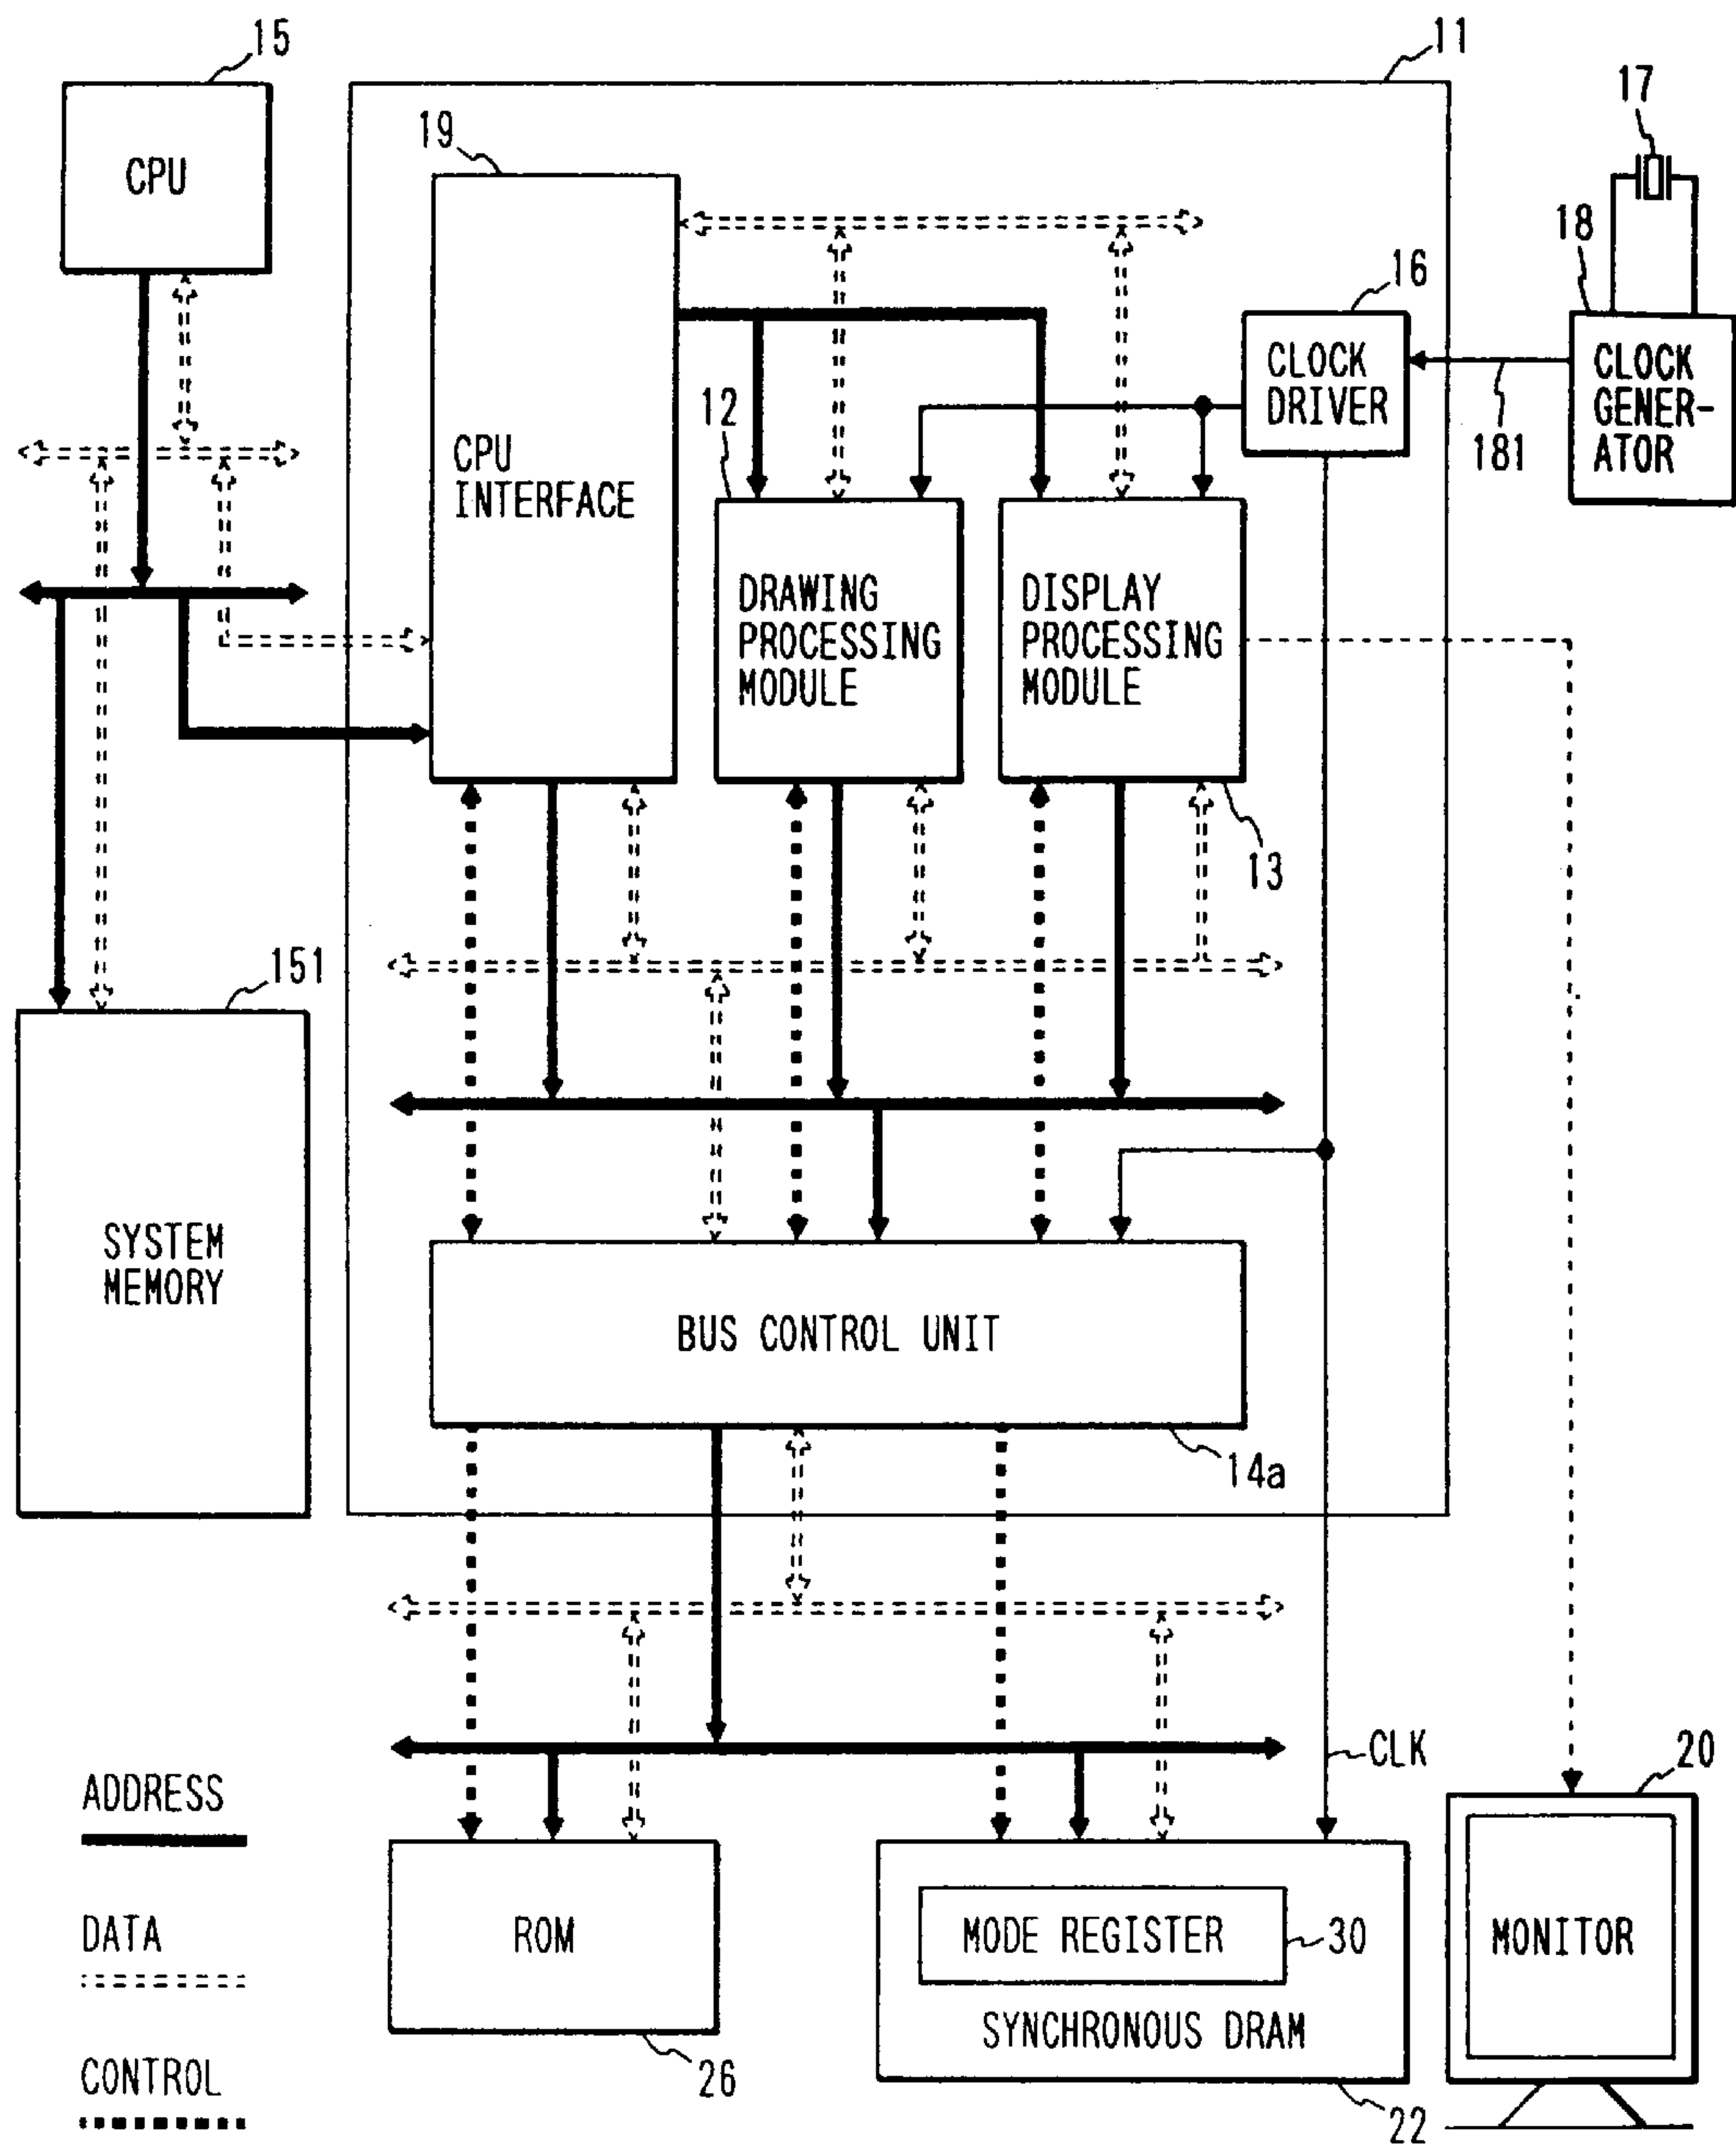 15
11
17
CPU
19
18
16
CLOCK
DRIVER
CLOCK
GENER-
ATOR
181
12
CPU
INTERFACE
DRAWING
PROCESSING
MODULE
DISPLAY
PROCESSING
MODULE
13
151
SYSTEM
MEMORY
BUS CONTROL UNIT
14a
CLK
20
ADDRESS
DATA
CONTROL
ROM
26
MODE REGISTER
30
SYNCHRONOUS DRAM
22
MONITOR